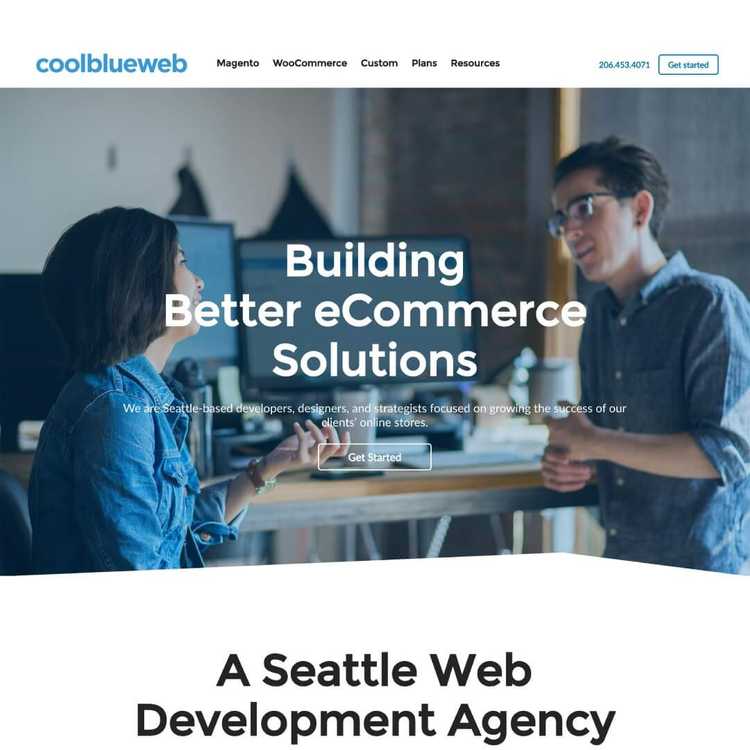 coolblueweb Magento WooCommerce Custom Plans Resources 206.453.4071 Get started
Building
Better eCommerce
Solutions
We are Seattle-based developers, designers, and strategists focused on growing the success of our
clients' online stores.
Get Started
A Seattle Web
Development Agency